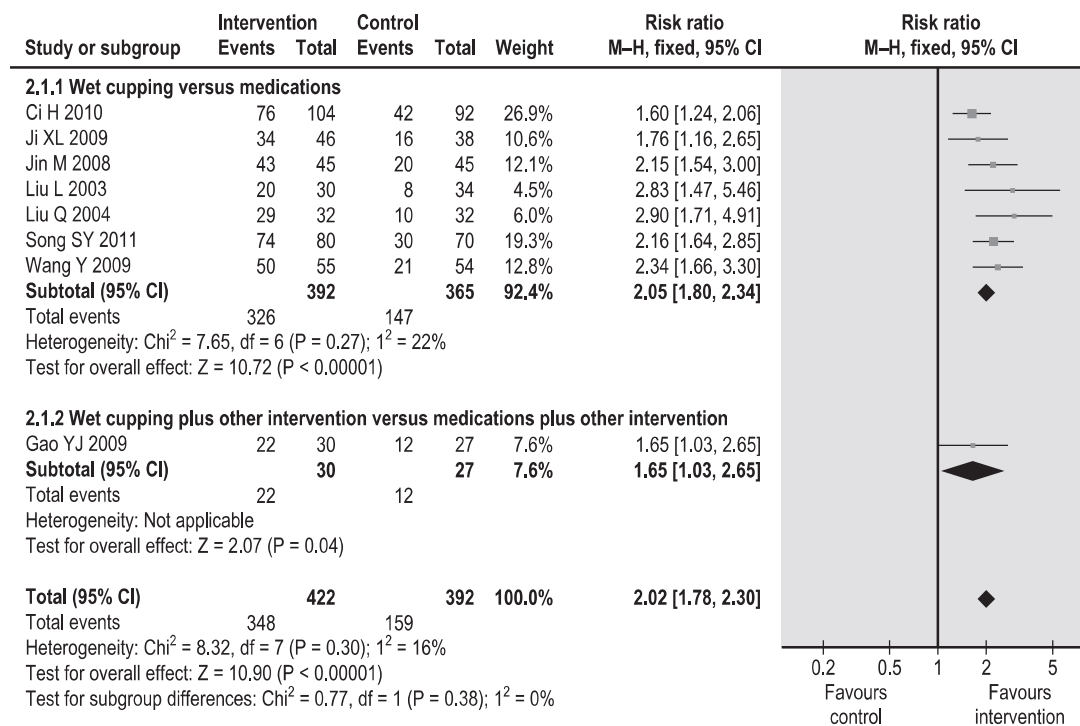 Intervention Control Risk ratio Risk ratio
Study or subgroup Events Total Events Total Weight M–H, fixed, 95% CI M–H, fixed, 95% CI
2.1.1 Wet cupping versus medications
Ci H 2010 76 104 42 92 26.9% 1.60 [1.24, 2.06]
Ji XL 2009 34 46 16 38 10.6% 1.76 [1.16, 2.65]
Jin M 2008 43 45 20 45 12.1% 2.15 [1.54, 3.00]
Liu L 2003 20 30 8 34 4.5% 2.83 [1.47, 5.46]
Liu Q 2004 29 32 10 32 6.0% 2.90 [1.71, 4.91]
Song SY 2011 74 80 30 70 19.3% 2.16 [1.64, 2.85]
Wang Y 2009 50 55 21 54 12.8% 2.34 [1.66, 3.30]
Subtotal (95% CI) 392 365 92.4% 2.05 [1.80, 2.34]
Total events 326 147
Heterogeneity: Chi² = 7.65, df = 6 (P = 0.27); 1² = 22%
Test for overall effect: Z = 10.72 (P < 0.00001)
2.1.2 Wet cupping plus other intervention versus medications plus other intervention
Gao YJ 2009 22 30 12 27 7.6% 1.65 [1.03, 2.65]
Subtotal (95% CI) 30 27 7.6% 1.65 [1.03, 2.65]
Total events 22 12
Heterogeneity: Not applicable
Test for overall effect: Z = 2.07 (P = 0.04)
Total (95% CI) 422 392 100.0% 2.02 [1.78, 2.30]
Total events 348 159
Heterogeneity: Chi² = 8.32, df = 7 (P = 0.30); 1² = 16%
Test for overall effect: Z = 10.90 (P < 0.00001)
Test for subgroup differences: Chi² = 0.77, df = 1 (P = 0.38); 1² = 0%
0.2 0.5 1 2 5
Favours control Favours intervention